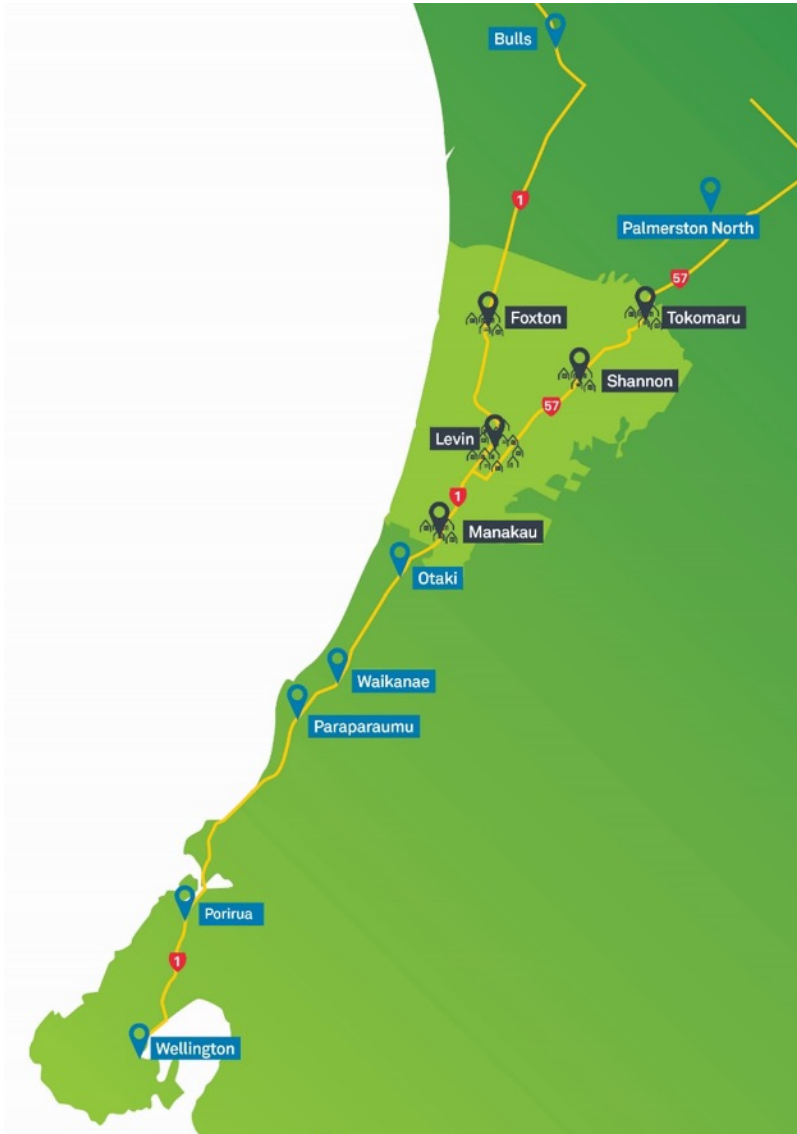 Bulls
1
Palmerston North
57
Foxton
Tokomaru
Shannon
57
Levin
1
Manakau
Otaki
Waikanae
Paraparaumu
Porirua
1
Wellington